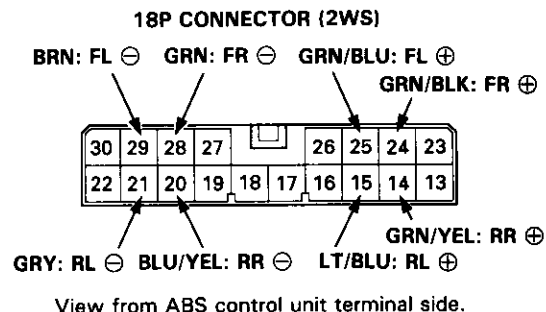 18P CONNECTOR (2WS)
BRN: FL ⊖ GRN: FR ⊖ GRN/BLU: FL ⊕
GRN/BLK: FR ⊕
30 29 28 27 26 25 24 23
22 21 20 19 18 17 16 15 14 13
GRN/YEL: RR ⊕
GRY: RL ⊖ BLU/YEL: RR ⊖ LT/BLU: RL ⊕
View from ABS control unit terminal side.